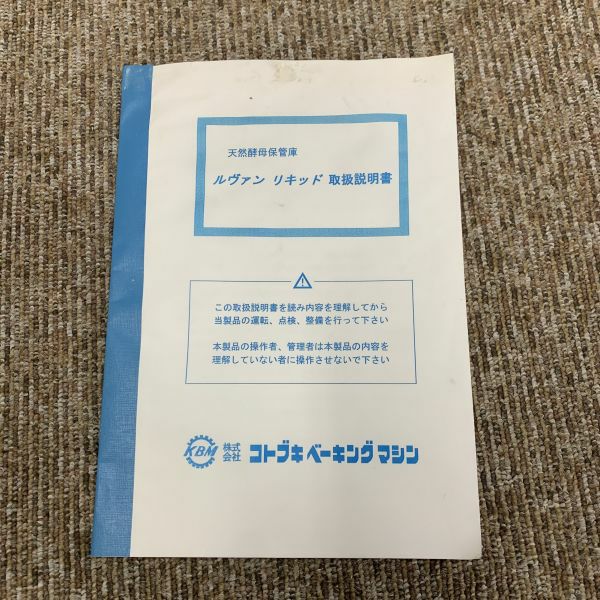 天然酵母保管庫
ルヴァン リキッド 取扱説明書
この取扱説明書を読み内容を理解してから
当製品の運転、点検、整備を行って下さい
本製品の操作者、管理者は本製品の内容を
理解していない者に操作させないで下さい
KBM 株式会社 コトブキベーキングマシン